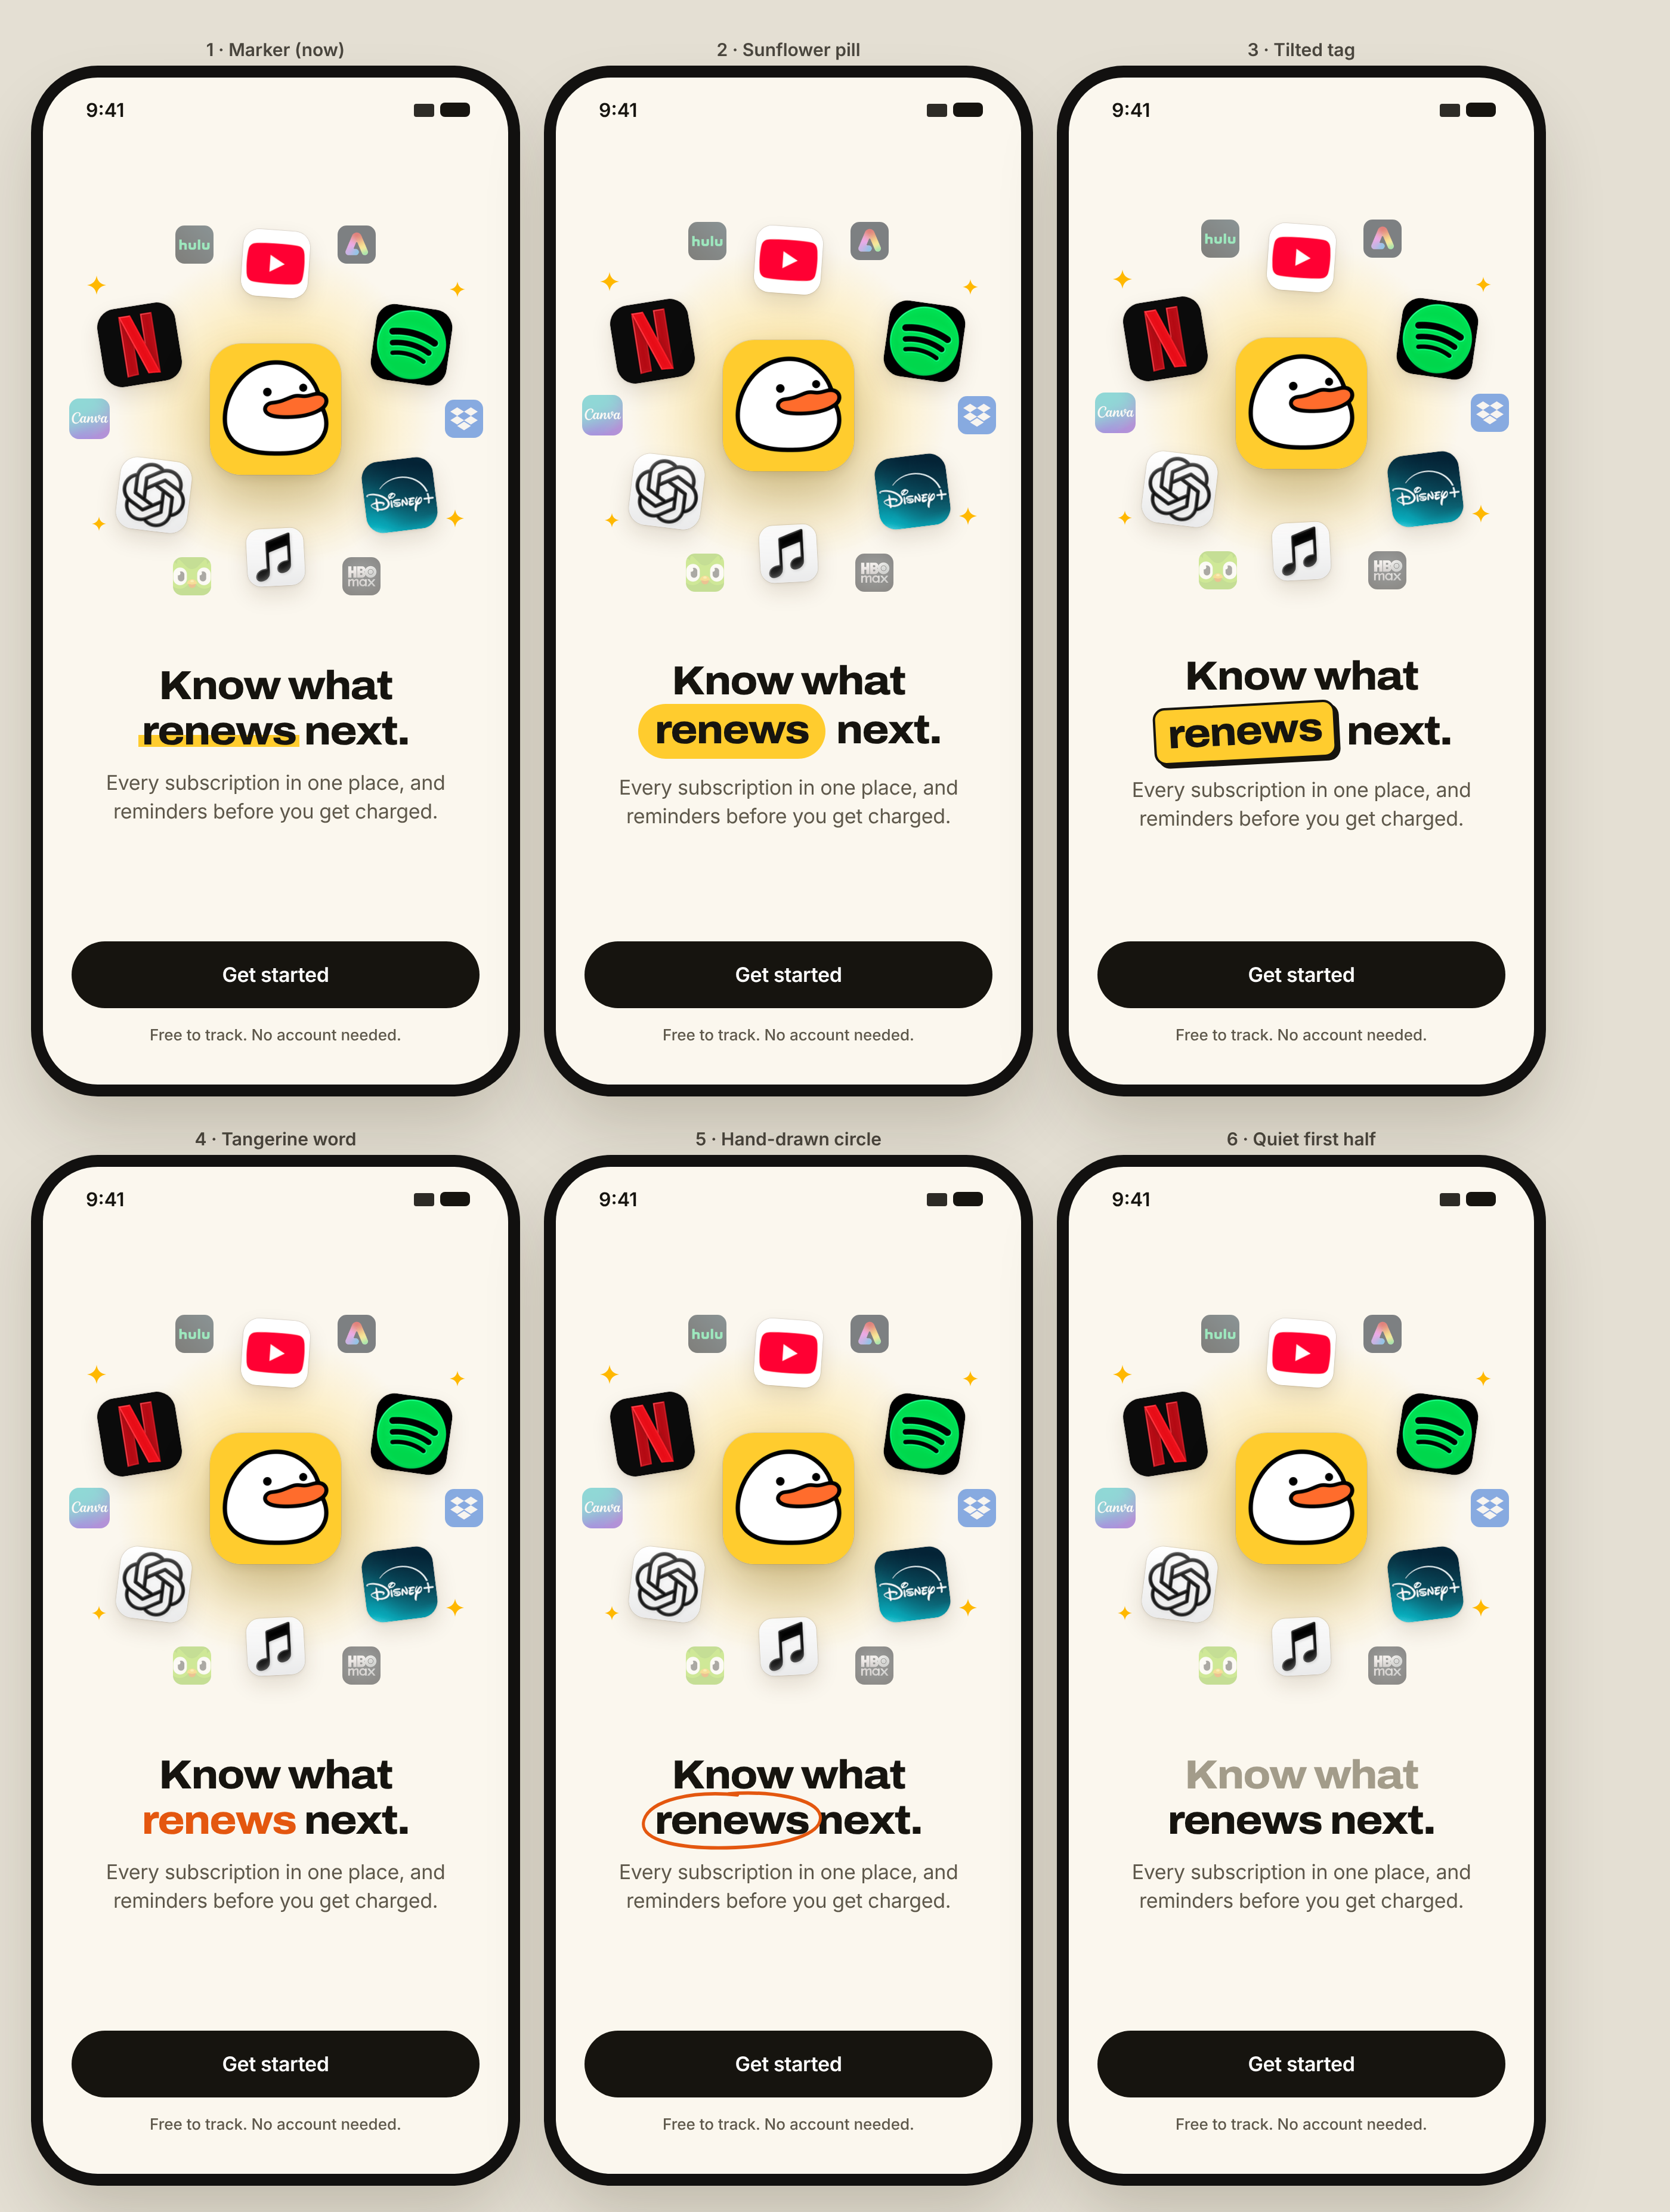 1 · Marker (now)
9:41
hulu
Canva
Disney+
HBO
max
Know what
renews next.
Every subscription in one place, and
reminders before you get charged.
Get started
Free to track. No account needed.
2 · Sunflower pill
9:41
hulu
Canva
Disney+
HBO
max
Know what
renews next.
Every subscription in one place, and
reminders before you get charged.
Get started
Free to track. No account needed.
3 · Tilted tag
9:41
hulu
Canva
Disney+
HBO
max
Know what
renews next.
Every subscription in one place, and
reminders before you get charged.
Get started
Free to track. No account needed.
4 · Tangerine word
9:41
hulu
Canva
Disney+
HBO
max
Know what
renews next.
Every subscription in one place, and
reminders before you get charged.
Get started
Free to track. No account needed.
5 · Hand-drawn circle
9:41
hulu
Canva
Disney+
HBO
max
Know what
renews next.
Every subscription in one place, and
reminders before you get charged.
Get started
Free to track. No account needed.
6 · Quiet first half
9:41
hulu
Canva
Disney+
HBO
max
Know what
renews next.
Every subscription in one place, and
reminders before you get charged.
Get started
Free to track. No account needed.